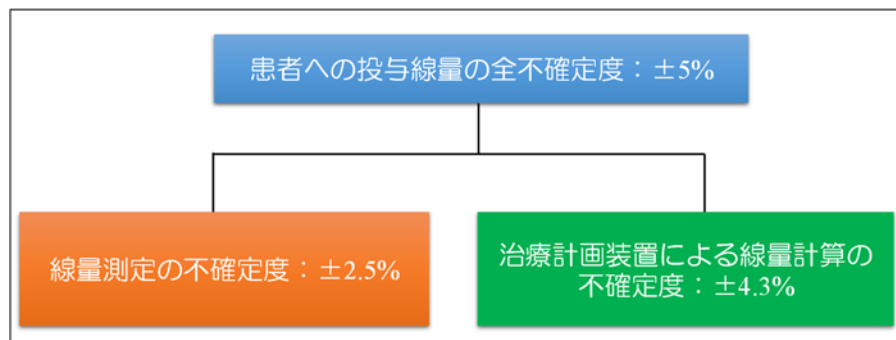 患者への投与線量の全不確定度：±5%
線量測定の不確定度：±2.5%
治療計画装置による線量計算の
不確定度：±4.3%